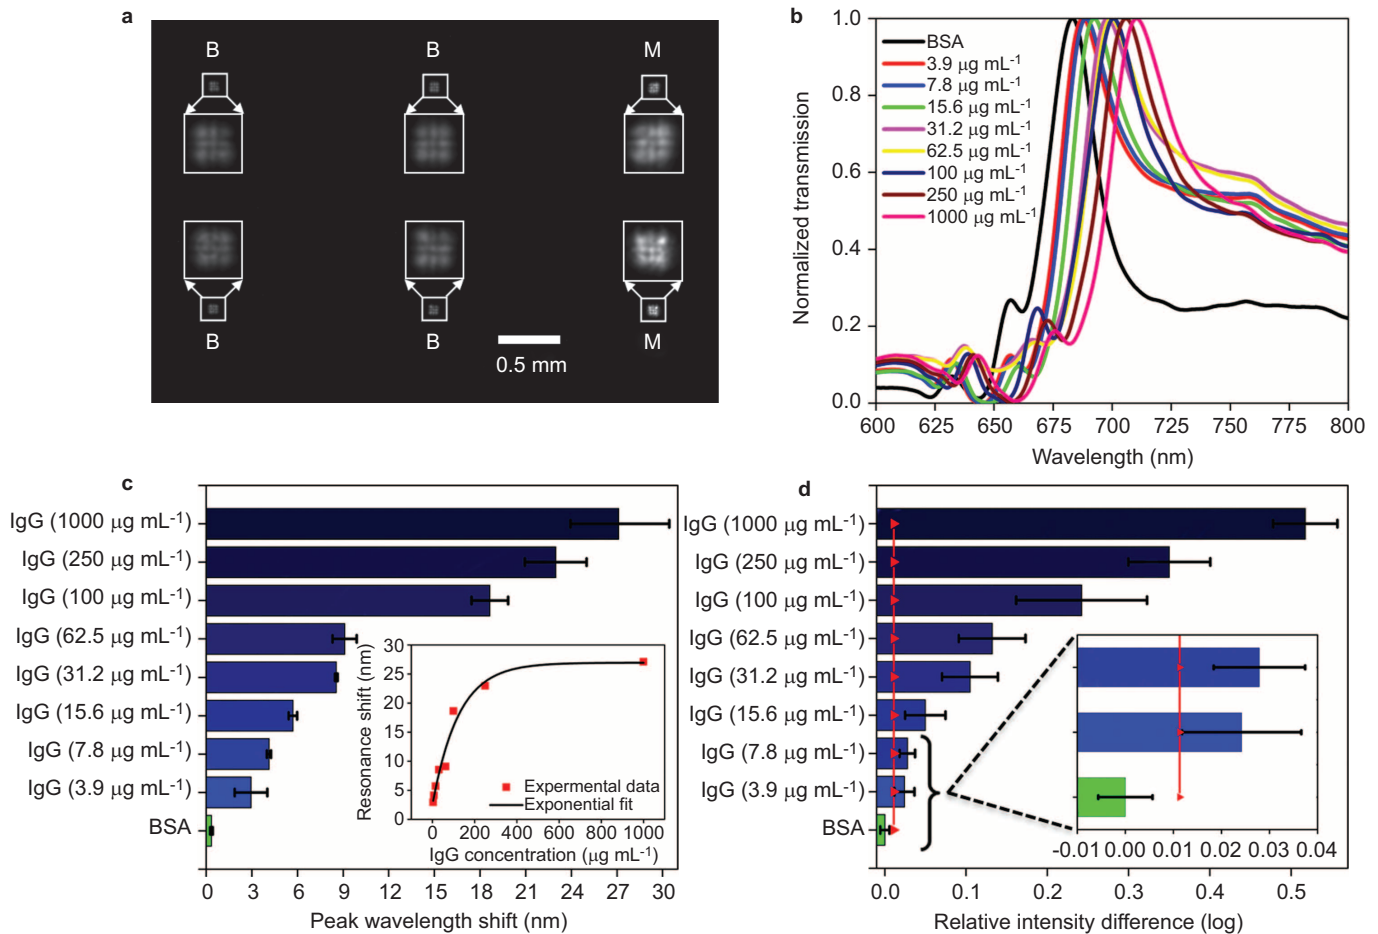 a
B B M
B B M
0.5 mm
b
Normalized transmission
1.0
0.8
0.6
0.4
0.2
0.0
BSA
3.9 μg mL-1
7.8 μg mL-1
15.6 μg mL-1
31.2 μg mL-1
62.5 μg mL-1
100 μg mL-1
250 μg mL-1
1000 μg mL-1
600 625 650 675 700 725 750 775 800
Wavelength (nm)
c
IgG (1000 μg mL-1)
IgG (250 μg mL-1)
IgG (100 μg mL-1)
IgG (62.5 μg mL-1)
IgG (31.2 μg mL-1)
IgG (15.6 μg mL-1)
IgG (7.8 μg mL-1)
IgG (3.9 μg mL-1)
BSA
0 3 6 9 12 15 18 21 24 27 30
Peak wavelength shift (nm)
Resonance shift (nm)
30
25
20
15
10
5
0
Expermental data
Exponential fit
0 200 400 600 800 1000
IgG concentration (μg mL-1)
d
IgG (1000 μg mL-1)
IgG (250 μg mL-1)
IgG (100 μg mL-1)
IgG (62.5 μg mL-1)
IgG (31.2 μg mL-1)
IgG (15.6 μg mL-1)
IgG (7.8 μg mL-1)
IgG (3.9 μg mL-1)
BSA
-0.01 0.00 0.01 0.02 0.03 0.04
0.0 0.1 0.2 0.3 0.4 0.5
Relative intensity difference (log)